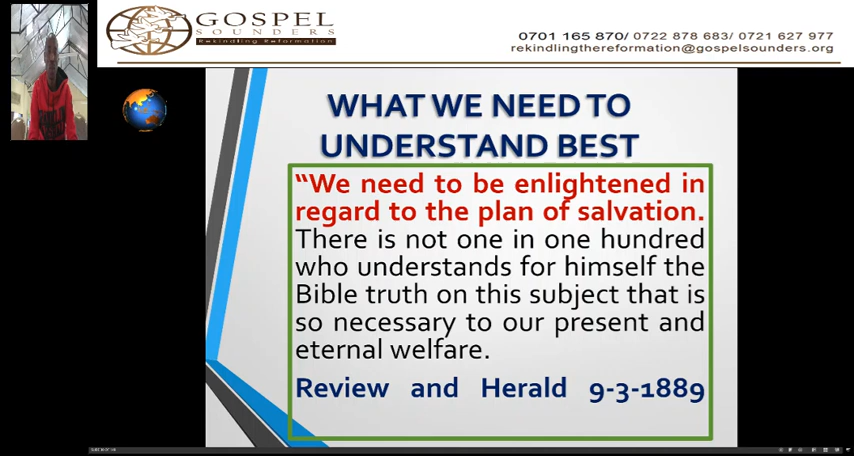 GOSPEL
SOUNDERS
Rekindling Reformation
0701 165 870/ 0722 878 683/ 0721 627 977
rekindlingthereformation@gospelsounders.org
WHAT WE NEED TO
UNDERSTAND BEST
“We need to be enlightened in
regard to the plan of salvation.
There is not one in one hundred
who understands for himself the
Bible truth on this subject that is
so necessary to our present and
eternal welfare.
Review and Herald 9-3-1889